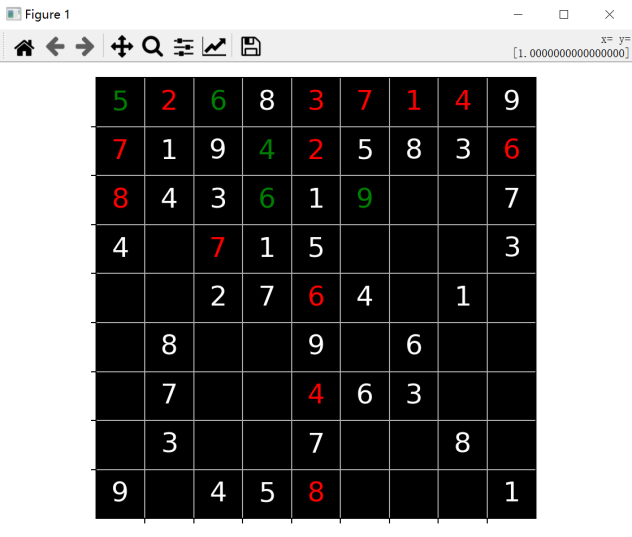 Figure 1
x= y=
[1.0000000000000000]
5 2 6 8 3 7 1 4 9
7 1 9 4 2 5 8 3 6
8 4 3 6 1 9 7
4 7 1 5 3
2 7 6 4 1
8 9 6
7 4 6 3
3 7 8
9 4 5 8 1